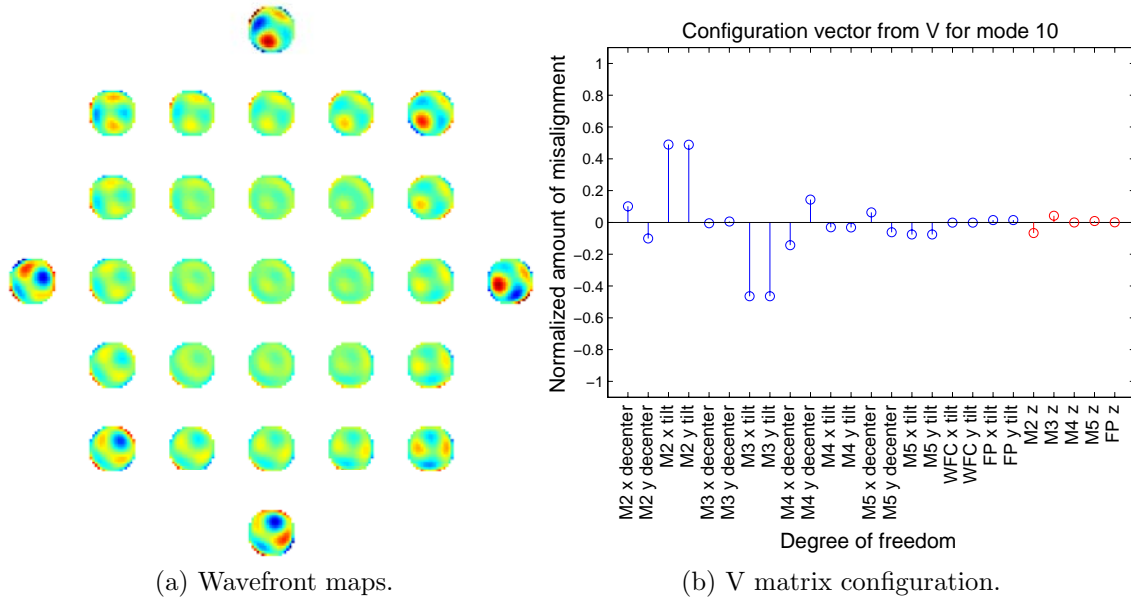 Configuration vector from V for mode 10
Normalized amount of misalignment
1
0.8
0.6
0.4
0.2
0
−0.2
−0.4
−0.6
−0.8
−1
M2 x decenter
M2 y decenter
M2 x tilt
M2 y tilt
M3 x decenter
M3 y decenter
M3 x tilt
M3 y tilt
M4 x decenter
M4 y decenter
M4 x tilt
M4 y tilt
M5 x decenter
M5 y decenter
M5 x tilt
M5 y tilt
WFC x tilt
WFC y tilt
FP x tilt
FP y tilt
M2 z
M3 z
M4 z
M5 z
FP z
Degree of freedom
(a) Wavefront maps.
(b) V matrix configuration.